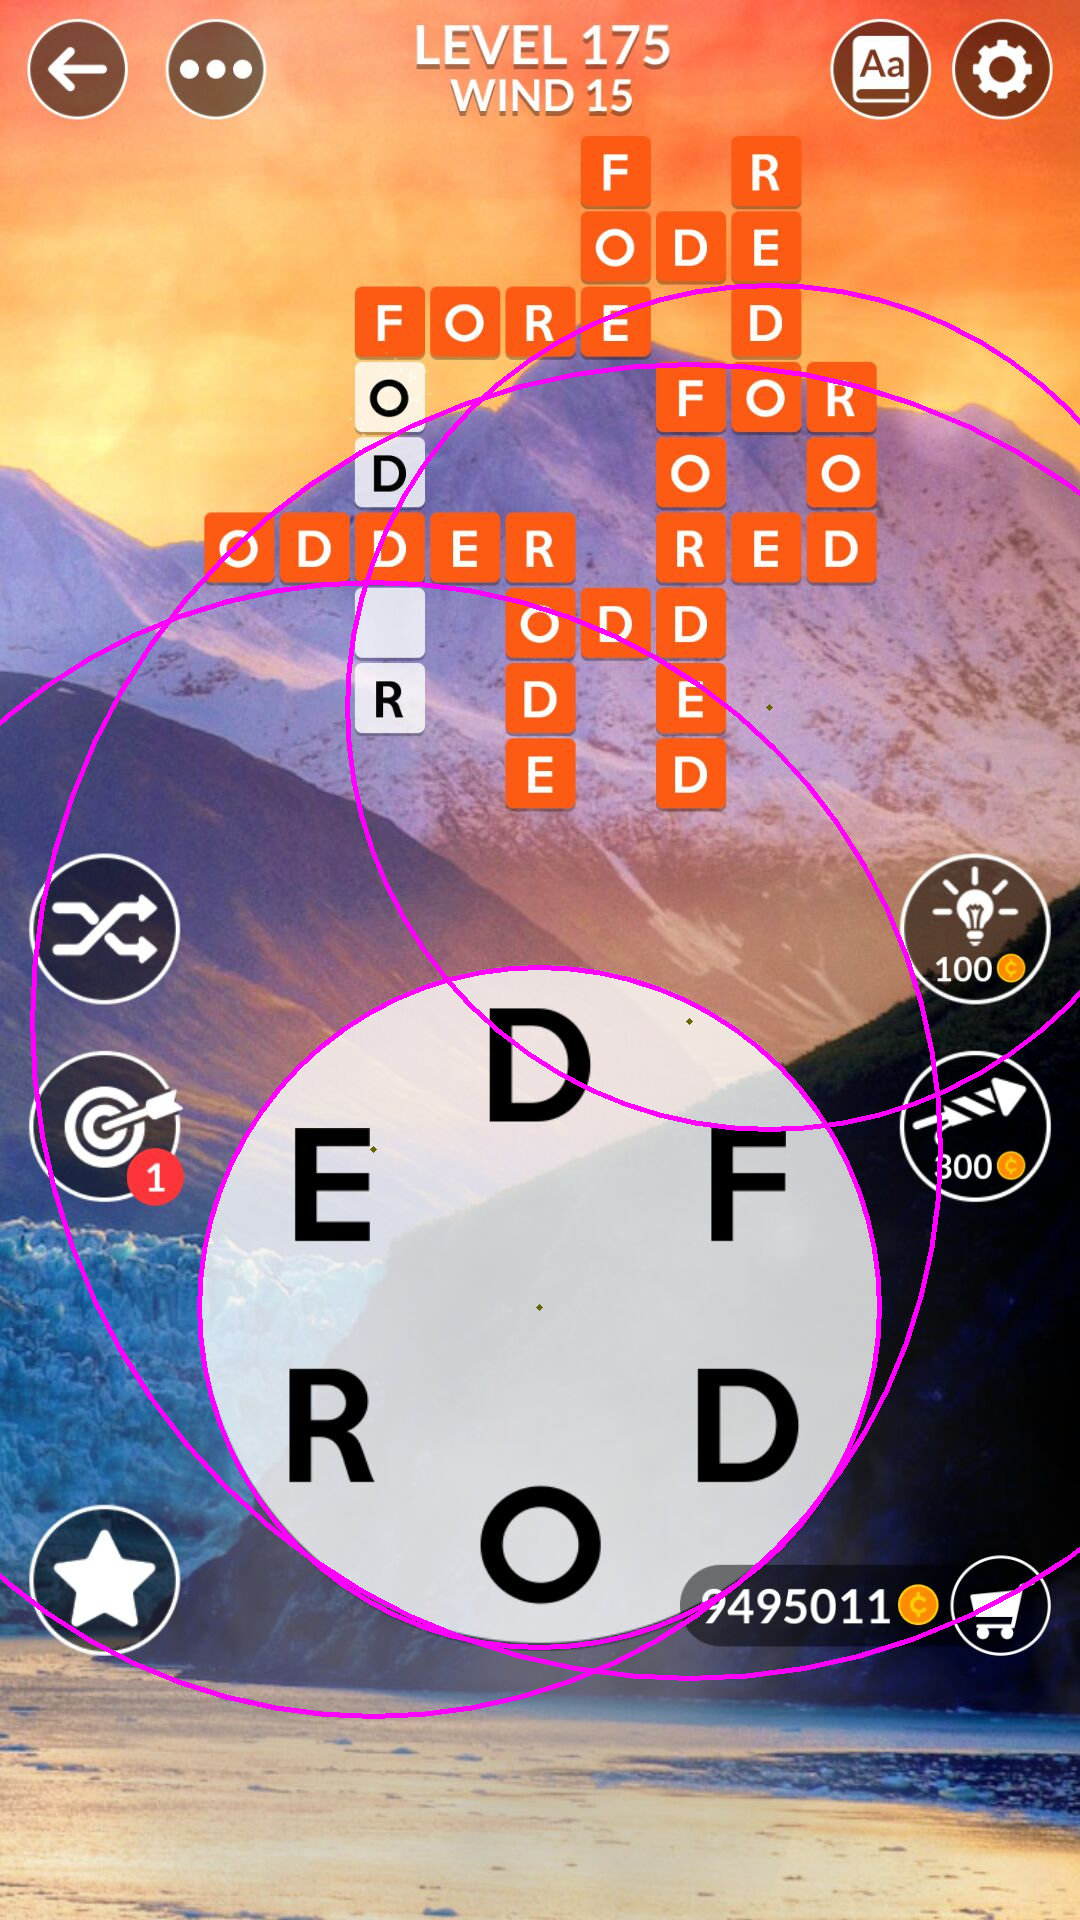 LEVEL 175
WIND 15
Aa
F R
O D E
F O R E D
O F O R
D O O
O D D E R R E D
O D D
R D E
E D
100
1
300
D
E F
R D
O
9495011